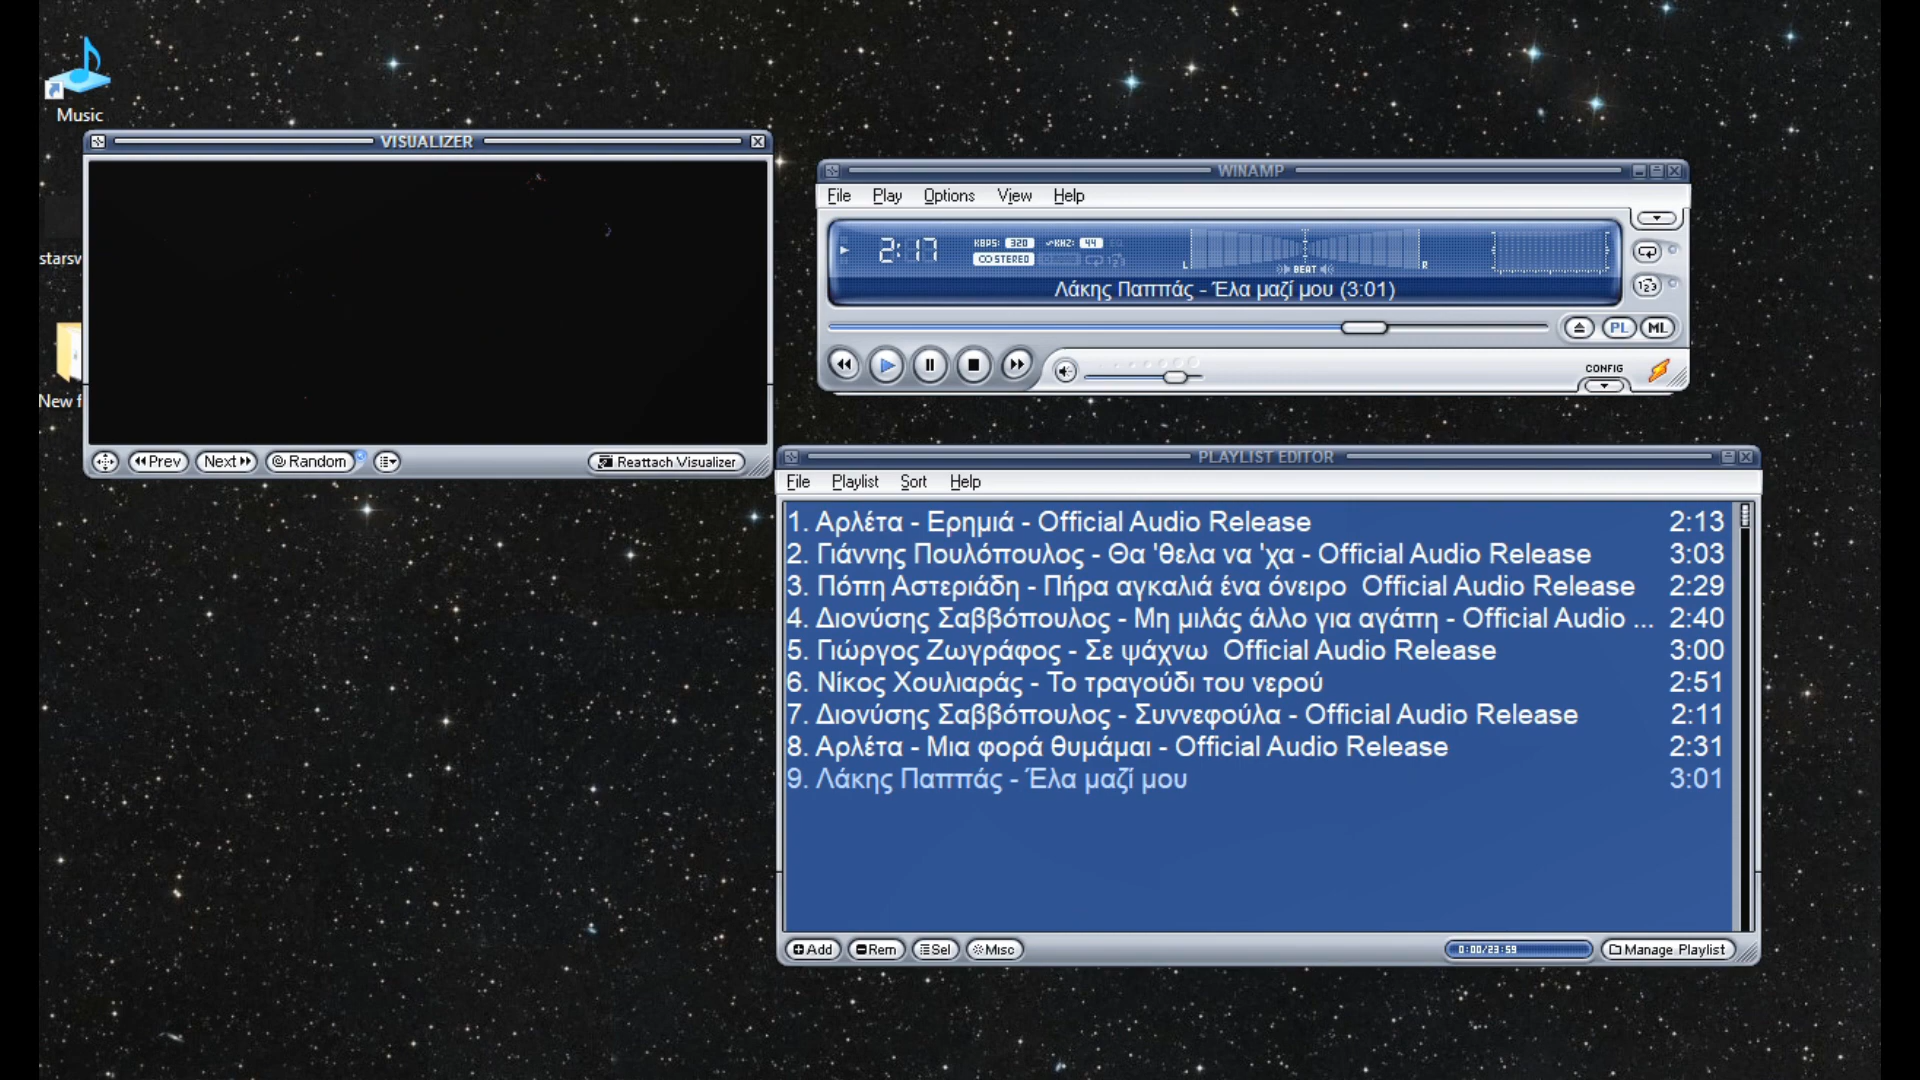 Music
VISUALIZER
WINAMP
File Play Options View Help
2:17
KBPS: 320 KHZ: 44 EQ
STEREO
L BEAT R
Λάκης Παππάς - Έλα μαζί μου (3:01)
PL ML
CONFIG
New f
Prev Next Random Reattach Visualizer
PLAYLIST EDITOR
File Playlist Sort Help
1. Αρλέτα - Ερημιά - Official Audio Release 2:13
2. Γιάννης Πουλόπουλος - Θα 'θελα να 'χα - Official Audio Release 3:03
3. Πόπη Αστεριάδη - Πήρα αγκαλιά ένα όνειρο  Official Audio Release 2:29
4. Διονύσης Σαββόπουλος - Μη μιλάς άλλο για αγάπη - Official Audio ... 2:40
5. Γιώργος Ζωγράφος - Σε ψάχνω  Official Audio Release 3:00
6. Νίκος Χουλιαράς - Το τραγούδι του νερού 2:51
7. Διονύσης Σαββόπουλος - Συννεφούλα - Official Audio Release 2:11
8. Αρλέτα - Μια φορά θυμάμαι - Official Audio Release 2:31
9. Λάκης Παππάς - Έλα μαζί μου 3:01
Add Rem Sel Misc 0:00/23:59 Manage Playlist